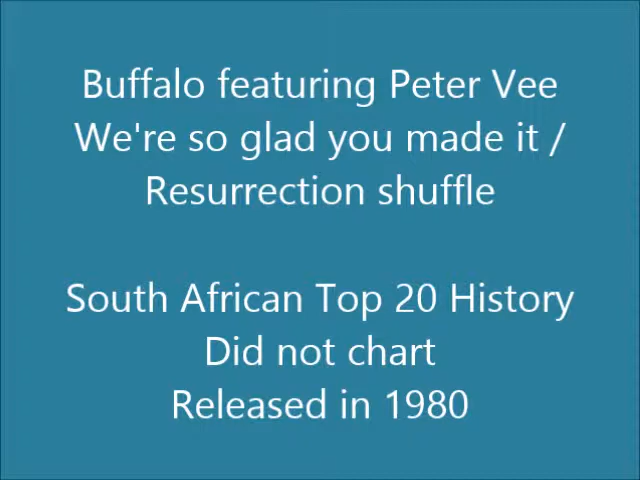 Buffalo featuring Peter Vee
We're so glad you made it /
Resurrection shuffle
South African Top 20 History
Did not chart
Released in 1980